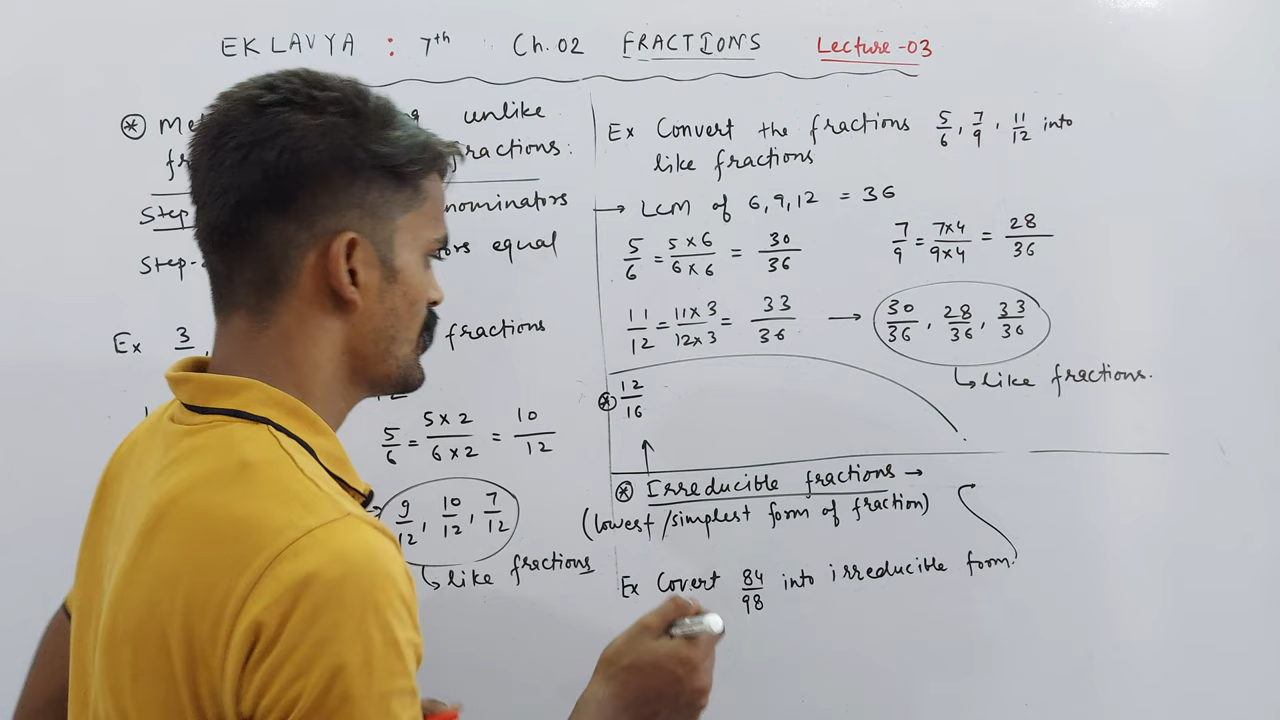 EKLAVYA : 7th Ch. 02 FRACTIONS Lecture -03
unlike
fractions :
Step
nominators
Step-
equal
Ex 3 fractions
5/6 = 5 x 2/6 x 2 = 10/12
9/12, 10/12, 7/12
like fractions
Ex Convert the fractions 5/6, 7/9, 11/12 into
like fractions
→ LCM of 6, 9, 12 = 36
5/6 = 5 x 6/6 x 6 = 30/36 7/9 = 7x4/9x4 = 28/36
11/12 = 11 x 3/12 x 3 = 33/36 → 30/36, 28/36, 33/36
like fractions.
12/16
Irreducible fractions →
(lowest /simplest form of fraction)
Ex Covert 84/98 into irreducible form.